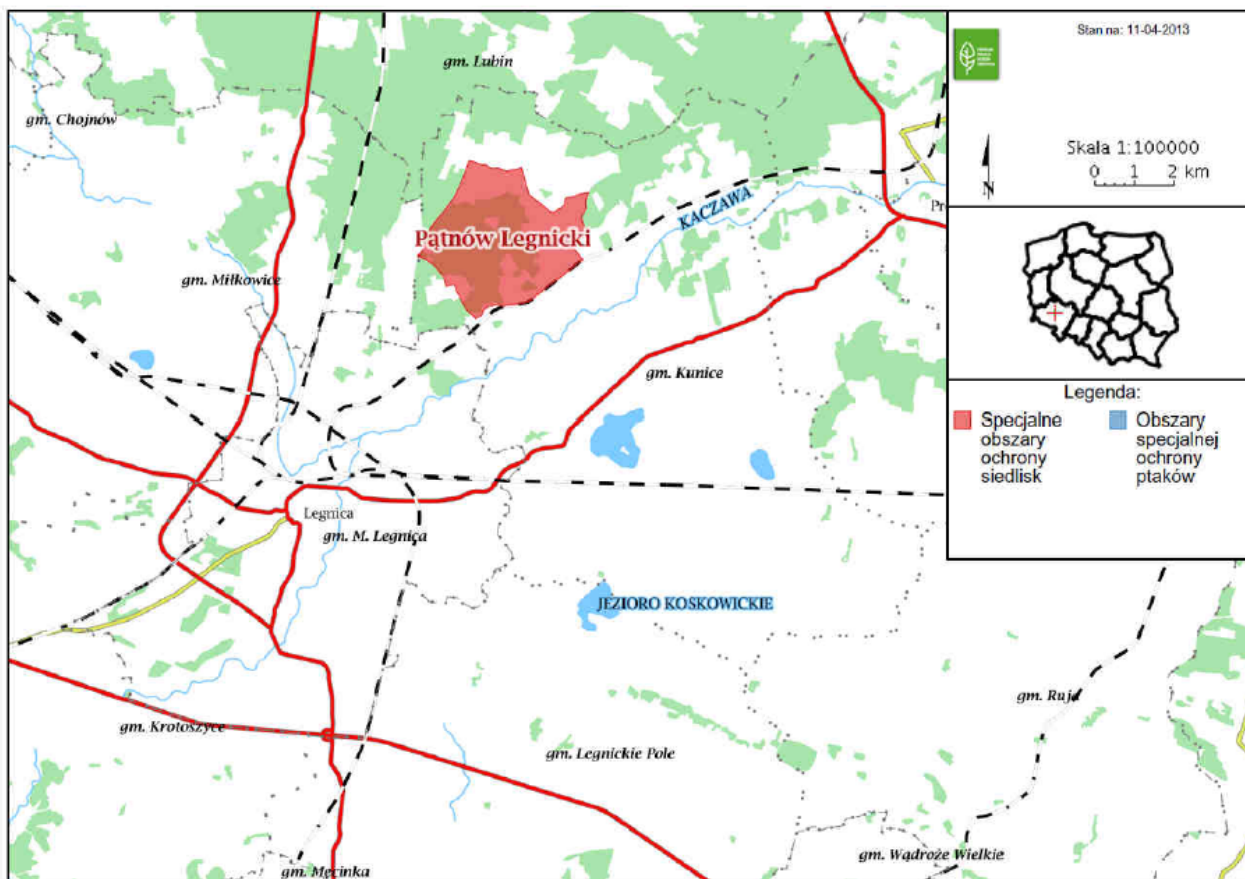 Stan na: 11-04-2013
gm. Lubin
gm. Chojnów
Skala 1:100000
0 1 2 km
N
KACZAWA
Pr
Pątnów Legnicki
gm. Miłkowice
gm. Kunice
Legenda:
Specjalne
obszary
ochrony
siedlisk
Obszary
specjalnej
ochrony
ptaków
Legnica
gm. M. Legnica
JEZIORO KOSKOWICKIE
gm. Ruja
gm. Krotoszyce
gm. Legnickie Pole
gm. Wądroże Wielkie
gm. Męcinka